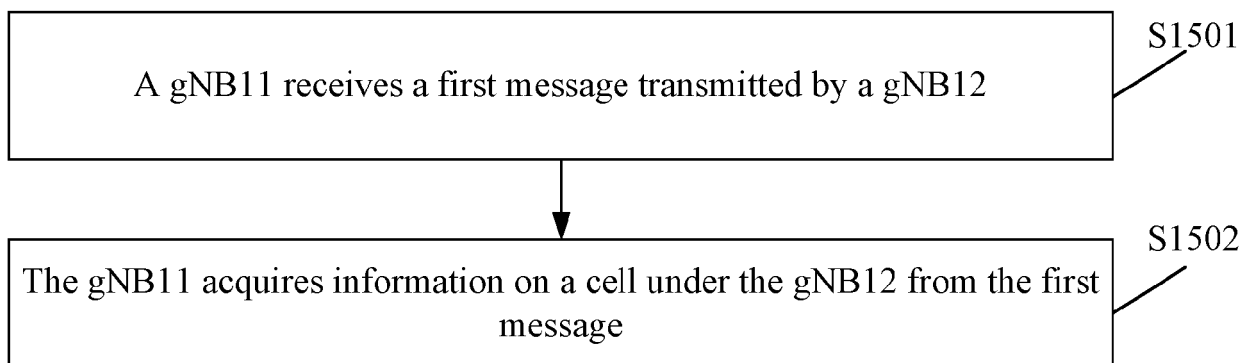 S1501
A gNB11 receives a first message transmitted by a gNB12
S1502
The gNB11 acquires information on a cell under the gNB12 from the first
message